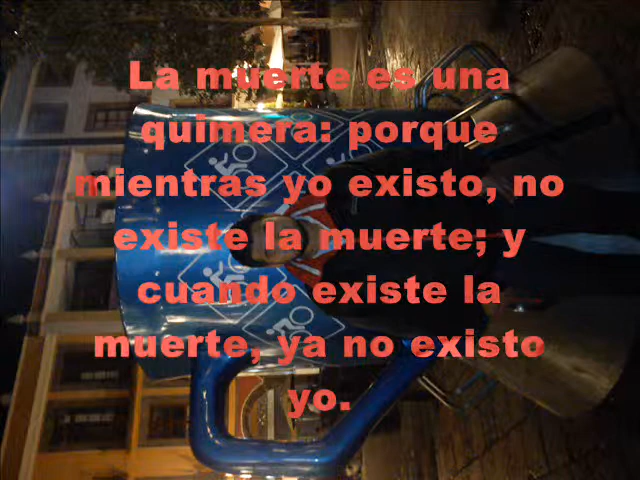 La muerte es una
quimera: porque
mientras yo existo, no
existe la muerte; y
cuando existe la
muerte, ya no existo
yo.